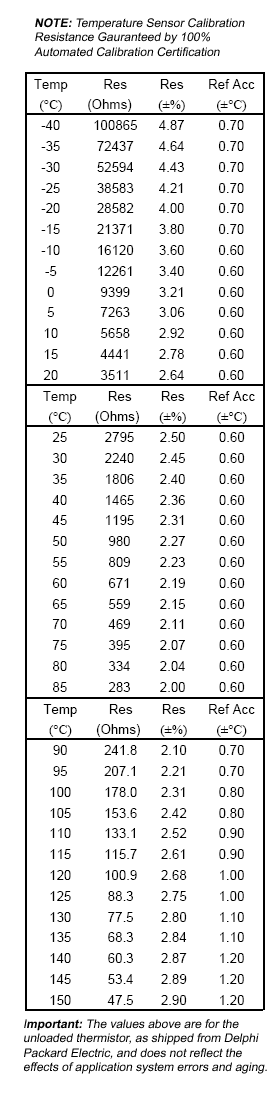 NOTE: Temperature Sensor Calibration
Resistance Gauranteed by 100%
Automated Calibration Certification
Temp Res Res Ref Acc
(°C) (Ohms) (±%) (±°C)
-40 100865 4.87 0.70
-35 72437 4.64 0.70
-30 52594 4.43 0.70
-25 38583 4.21 0.70
-20 28582 4.00 0.70
-15 21371 3.80 0.70
-10 16120 3.60 0.60
-5 12261 3.40 0.60
0 9399 3.21 0.60
5 7263 3.06 0.60
10 5658 2.92 0.60
15 4441 2.78 0.60
20 3511 2.64 0.60
Temp Res Res Ref Acc
(°C) (Ohms) (±%) (±°C)
25 2795 2.50 0.60
30 2240 2.45 0.60
35 1806 2.40 0.60
40 1465 2.36 0.60
45 1195 2.31 0.60
50 980 2.27 0.60
55 809 2.23 0.60
60 671 2.19 0.60
65 559 2.15 0.60
70 469 2.11 0.60
75 395 2.07 0.60
80 334 2.04 0.60
85 283 2.00 0.60
Temp Res Res Ref Acc
(°C) (Ohms) (±%) (±°C)
90 241.8 2.10 0.70
95 207.1 2.21 0.70
100 178.0 2.31 0.80
105 153.6 2.42 0.80
110 133.1 2.52 0.90
115 115.7 2.61 0.90
120 100.9 2.68 1.00
125 88.3 2.75 1.00
130 77.5 2.80 1.10
135 68.3 2.84 1.10
140 60.3 2.87 1.20
145 53.4 2.89 1.20
150 47.5 2.90 1.20
Important: The values above are for the
unloaded thermistor, as shipped from Delphi
Packard Electric, and does not reflect the
effects of application system errors and aging.